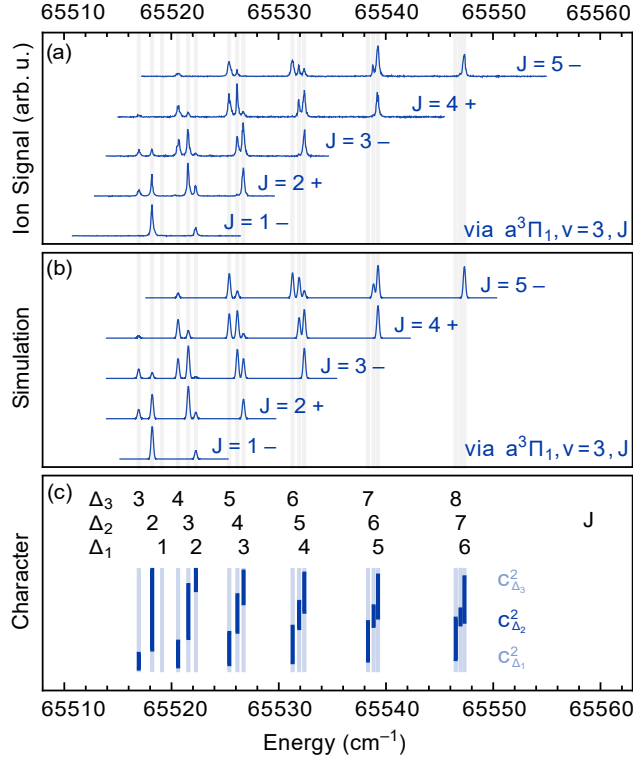 65510 65520 65530 65540 65550 65560
(a)
J = 5 −
J = 4 +
J = 3 −
J = 2 +
J = 1 −
via a³Π₁, v = 3, J
Ion Signal (arb. u.)
(b)
J = 5 −
J = 4 +
J = 3 −
J = 2 +
J = 1 −
via a³Π₁, v = 3, J
Simulation
(c)
Δ₃ 3 4 5 6 7 8
Δ₂ 2 3 4 5 6 7 J
Δ₁ 1 2 3 4 5 6
c²_Δ₃
c²_Δ₂
c²_Δ₁
Character
65510 65520 65530 65540 65550 65560
Energy (cm⁻¹)